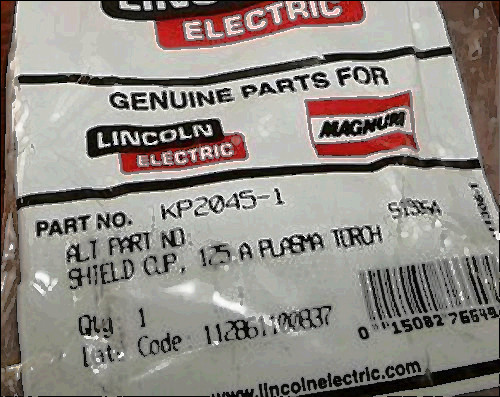 LINCOLN
ELECTRIC
GENUINE PARTS FOR
LINCOLN
ELECTRIC
MAGNUM
PART NO. KP2045-1
ALT PART NO
SHIELD CUP, 125 A PLASMA TORCH
Qty 1
Lot Code 112861100837
www.lincolnelectric.com